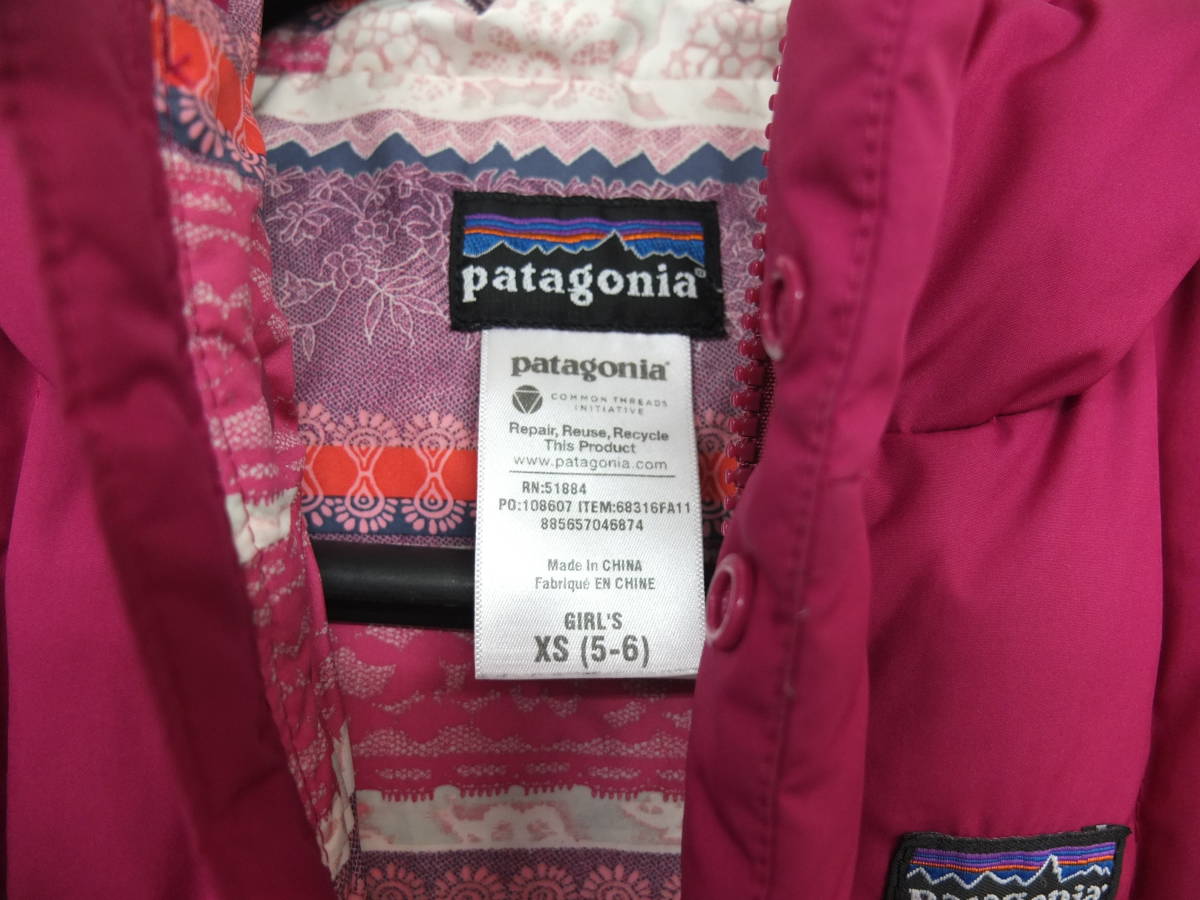 patagonia®
patagonia®
COMMON THREADS
INITIATIVE
Repair, Reuse, Recycle
This Product
www.patagonia.com
RN:51884
PO:108607 ITEM:68316FA11
885657046874
Made In CHINA
Fabriqué EN CHINE
GIRL'S
XS (5-6)
patagonia®